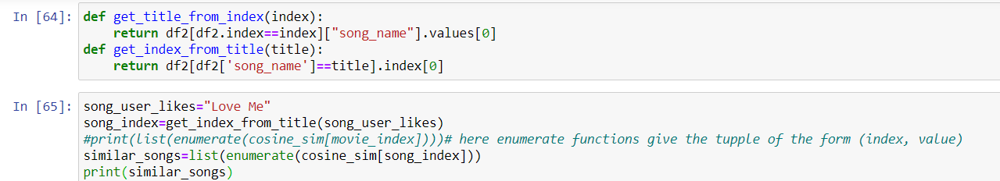 In [64]: def get_title_from_index(index):
    return df2[df2.index==index]["song_name"].values[0]
def get_index_from_title(title):
    return df2[df2['song_name']==title].index[0]
In [65]: song_user_likes="Love Me"
song_index=get_index_from_title(song_user_likes)
#print(list(enumerate(cosine_sim[movie_index])))# here enumerate functions give the tupple of the form (index, value)
similar_songs=list(enumerate(cosine_sim[song_index]))
print(similar_songs)